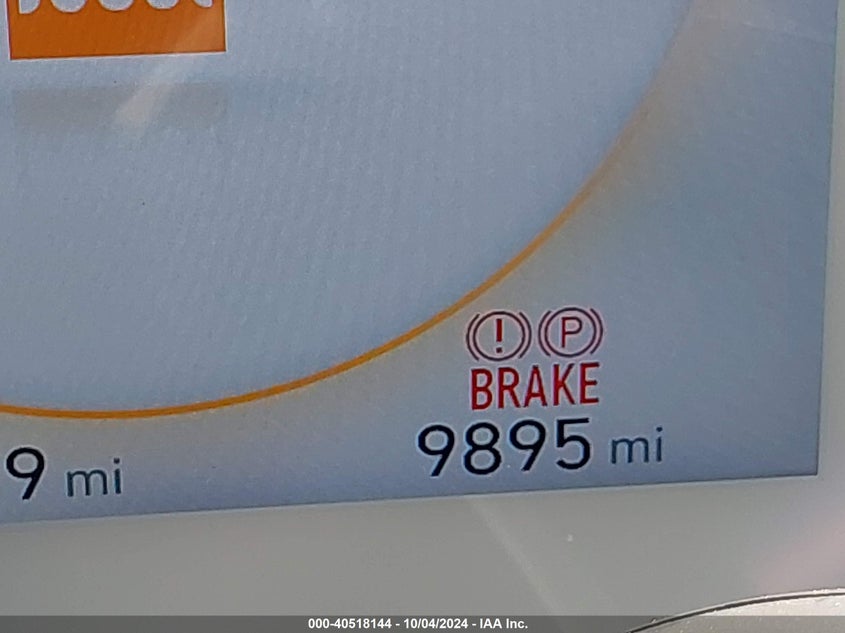 (!) (P)
BRAKE
9 mi
9895 mi
000-40518144 - 10/04/2024 - IAA Inc.